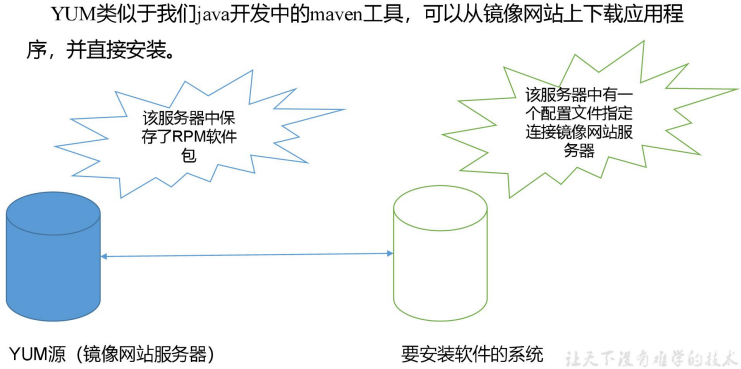 YUM类似于我们java开发中的maven工具，可以从镜像网站上下载应用程
序，并直接安装。
该服务器中保
存了RPM软件
包
该服务器中有一
个配置文件指定
连接镜像网站服
务器
YUM源（镜像网站服务器）
要安装软件的系统
让天下没有难学的技术